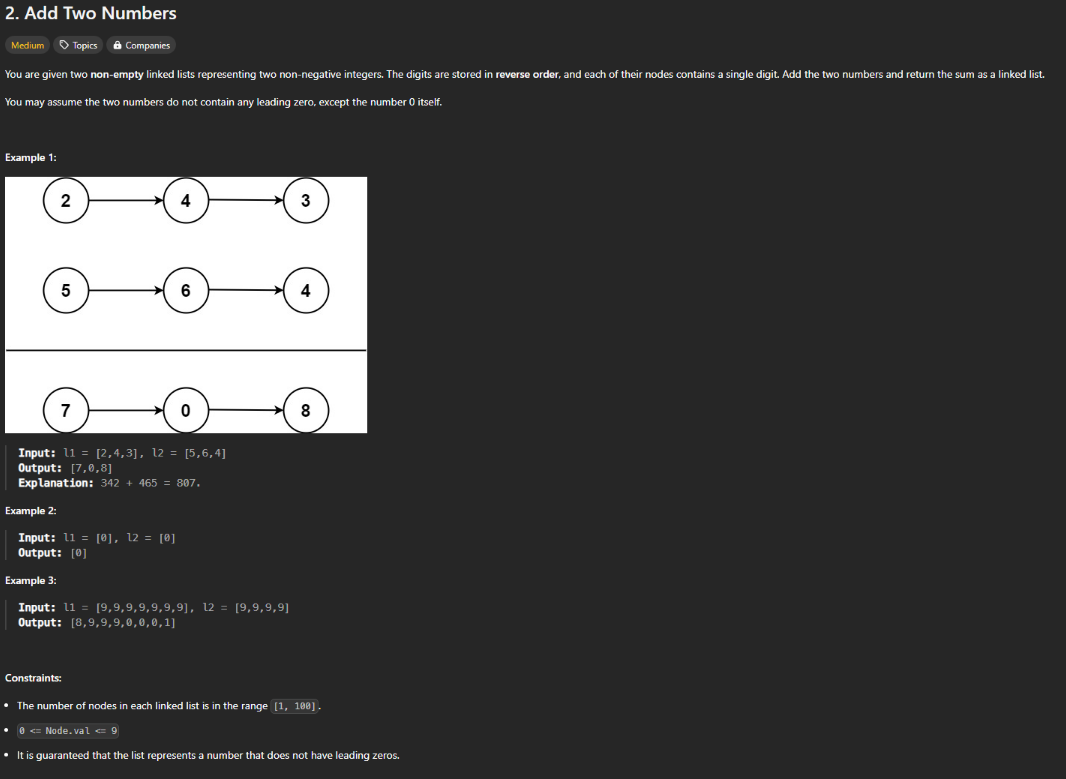 2. Add Two Numbers
Medium Topics Companies
You are given two non-empty linked lists representing two non-negative integers. The digits are stored in reverse order, and each of their nodes contains a single digit. Add the two numbers and return the sum as a linked list.
You may assume the two numbers do not contain any leading zero, except the number 0 itself.
Example 1:
2 4 3
5 6 4
7 0 8
Input: l1 = [2,4,3], l2 = [5,6,4]
Output: [7,0,8]
Explanation: 342 + 465 = 807.
Example 2:
Input: l1 = [0], l2 = [0]
Output: [0]
Example 3:
Input: l1 = [9,9,9,9,9,9,9], l2 = [9,9,9,9]
Output: [8,9,9,9,0,0,0,1]
Constraints:
• The number of nodes in each linked list is in the range [1, 100].
• 0 <= Node.val <= 9
• It is guaranteed that the list represents a number that does not have leading zeros.